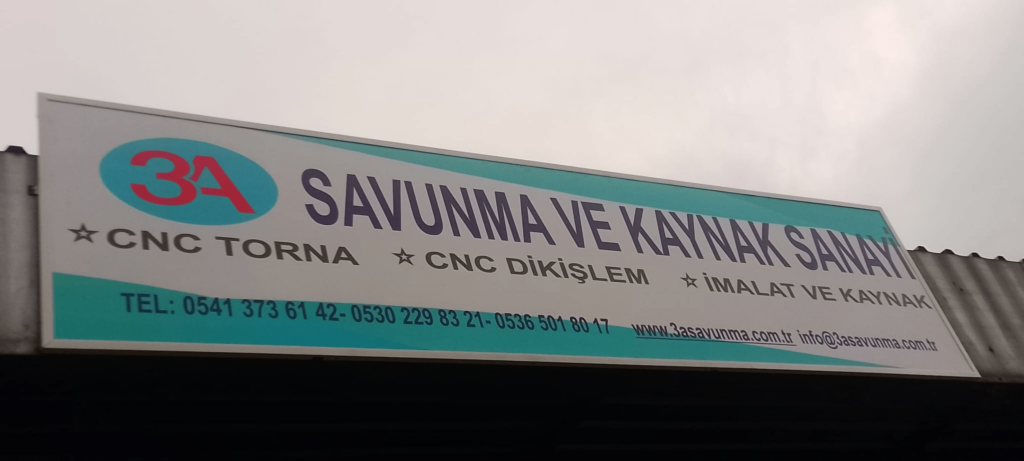 3A SAVUNMA VE KAYNAK SANAYİ
☆ CNC TORNA ☆ CNC DİKİŞLEM ☆ İMALAT VE KAYNAK
TEL: 0541 373 61 42- 0530 229 83 21- 0536 501 80 17 www.3asavunma.com.tr info@3asavunma.com.tr